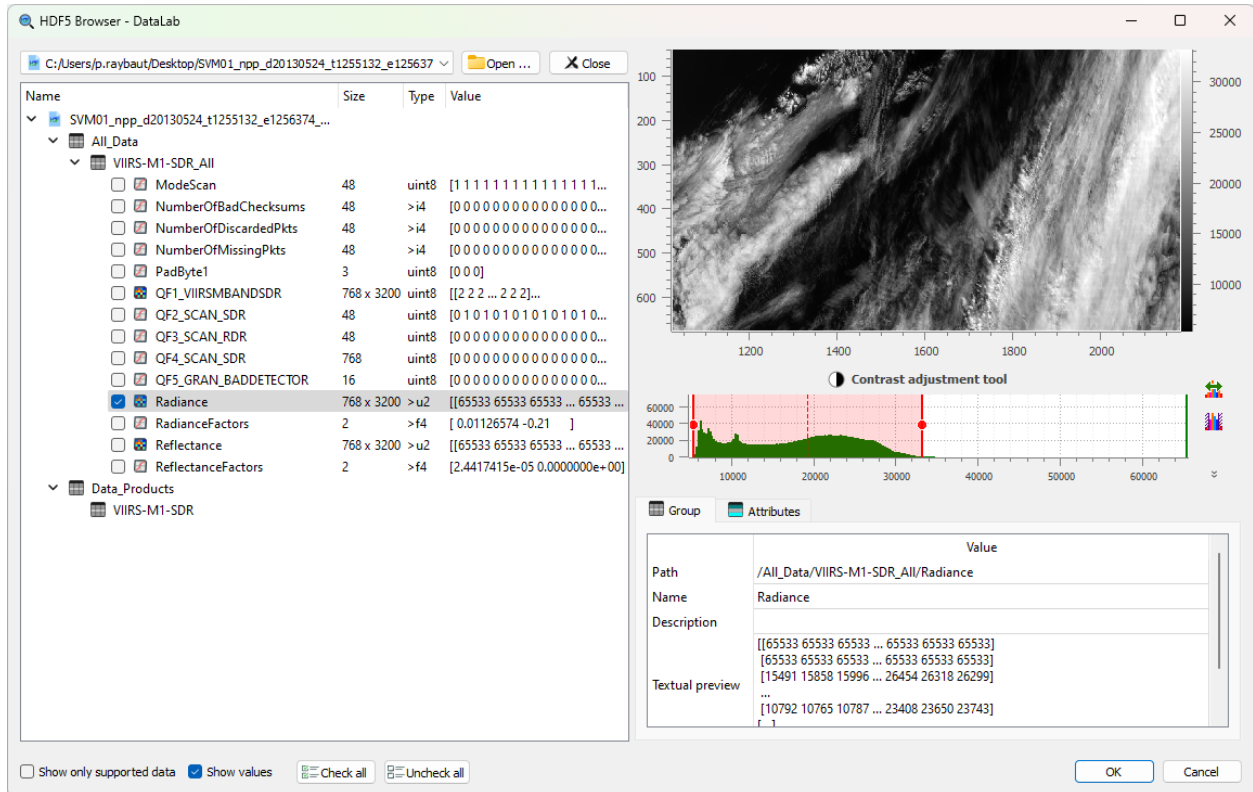 HDF5 Browser - DataLab
C:/Users/p.raybaut/Desktop/SVM01_npp_d20130524_t1255132_e125637
Open ...
Close
Name Size Type Value
SVM01_npp_d20130524_t1255132_e1256374_...
All_Data
VIIRS-M1-SDR_All
ModeScan 48 uint8 [1 1 1 1 1 1 1 1 1 1 1 1 1 1 1...
NumberOfBadChecksums 48 >i4 [0 0 0 0 0 0 0 0 0 0 0 0 0 0 0...
NumberOfDiscardedPkts 48 >i4 [0 0 0 0 0 0 0 0 0 0 0 0 0 0 0...
NumberOfMissingPkts 48 >i4 [0 0 0 0 0 0 0 0 0 0 0 0 0 0 0...
PadByte1 3 uint8 [0 0 0]
QF1_VIIRSMBANDSDR 768 x 3200 uint8 [[2 2 2 ... 2 2 2]...
QF2_SCAN_SDR 48 uint8 [0 1 0 1 0 1 0 1 0 1 0 1 0 1 0...
QF3_SCAN_RDR 48 uint8 [0 0 0 0 0 0 0 0 0 0 0 0 0 0 0...
QF4_SCAN_SDR 768 uint8 [0 0 0 0 0 0 0 0 0 0 0 0 0 0 0...
QF5_GRAN_BADDETECTOR 16 uint8 [0 0 0 0 0 0 0 0 0 0 0 0 0 0 0...
Radiance 768 x 3200 >u2 [[65533 65533 65533 ... 65533 ...
RadianceFactors 2 >f4 [ 0.01126574 -0.21 ]
Reflectance 768 x 3200 >u2 [[65533 65533 65533 ... 65533 ...
ReflectanceFactors 2 >f4 [2.4417415e-05 0.0000000e+00]
Data_Products
VIIRS-M1-SDR
Show only supported data
Show values
Check all
Uncheck all
100
200
300
400
500
600
1200 1400 1600 1800 2000
30000
25000
20000
15000
10000
Contrast adjustment tool
60000
40000
20000
0
10000 20000 30000 40000 50000 60000
Group
Attributes
Value
Path /All_Data/VIIRS-M1-SDR_All/Radiance
Name Radiance
Description
Textual preview
[[65533 65533 65533 ... 65533 65533 65533]
[65533 65533 65533 ... 65533 65533 65533]
[15491 15858 15996 ... 26454 26318 26299]
...
[10792 10765 10787 ... 23408 23650 23743]
OK
Cancel